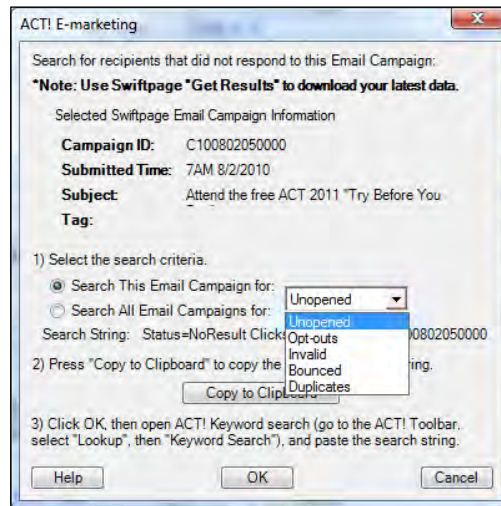 ACT! E-marketing
Search for recipients that did not respond to this Email Campaign:
*Note: Use Swiftpage "Get Results" to download your latest data.
Selected Swiftpage Email Campaign Information
Campaign ID: C100802050000
Submitted Time: 7AM 8/2/2010
Subject: Attend the free ACT 2011 "Try Before You
Tag:
1) Select the search criteria.
Search This Email Campaign for: Unopened
Search All Email Campaigns for:
Unopened
Search String: Status=NoResult Clicks 00802050000
Opt-outs
Invalid
2) Press "Copy to Clipboard" to copy the ng.
Bounced
Duplicates
Copy to Clipboard
3) Click OK, then open ACT! Keyword search (go to the ACT! Toolbar,
select "Lookup", then "Keyword Search"), and paste the search string.
Help OK Cancel